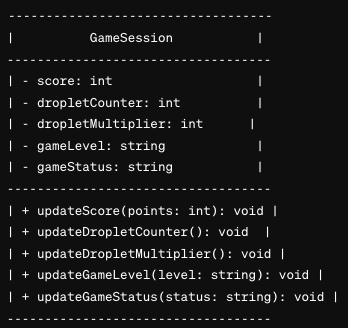 -----------------------------------
|          GameSession           |
-----------------------------------
| - score: int                   |
| - dropletCounter: int          |
| - dropletMultiplier: int      |
| - gameLevel: string            |
| - gameStatus: string           |
-----------------------------------
| + updateScore(points: int): void |
| + updateDropletCounter(): void  |
| + updateDropletMultiplier(): void |
| + updateGameLevel(level: string): void |
| + updateGameStatus(status: string): void |
-----------------------------------